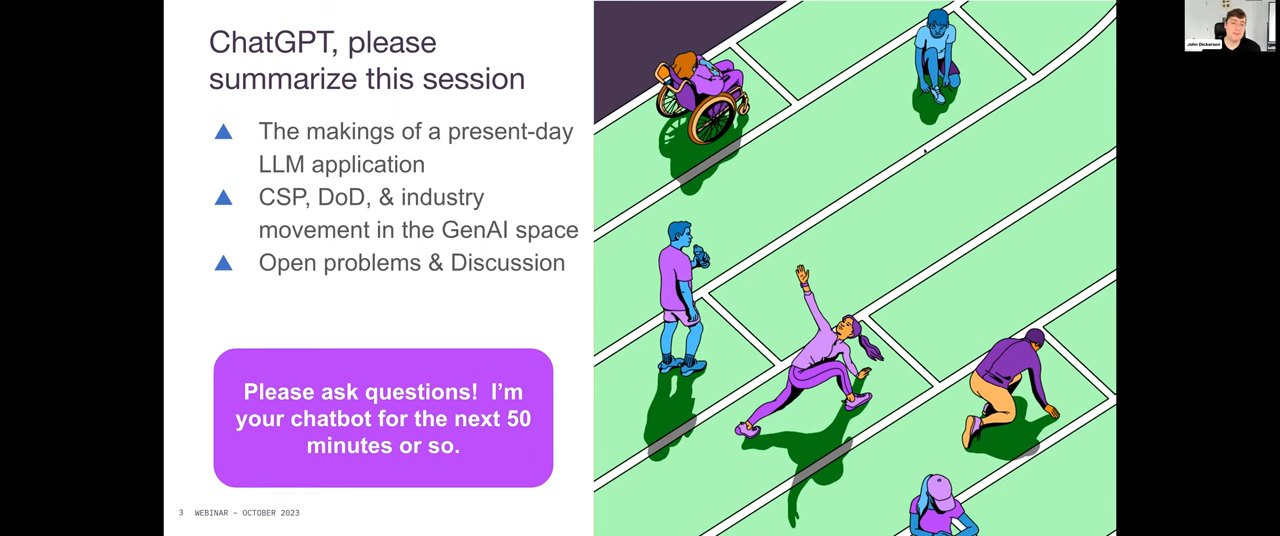 ChatGPT, please
summarize this session
The makings of a present-day
LLM application
CSP, DoD, & industry
movement in the GenAI space
Open problems & Discussion
Please ask questions!  I'm
your chatbot for the next 50
minutes or so.
3 WEBINAR – OCTOBER 2023
John Dickerson